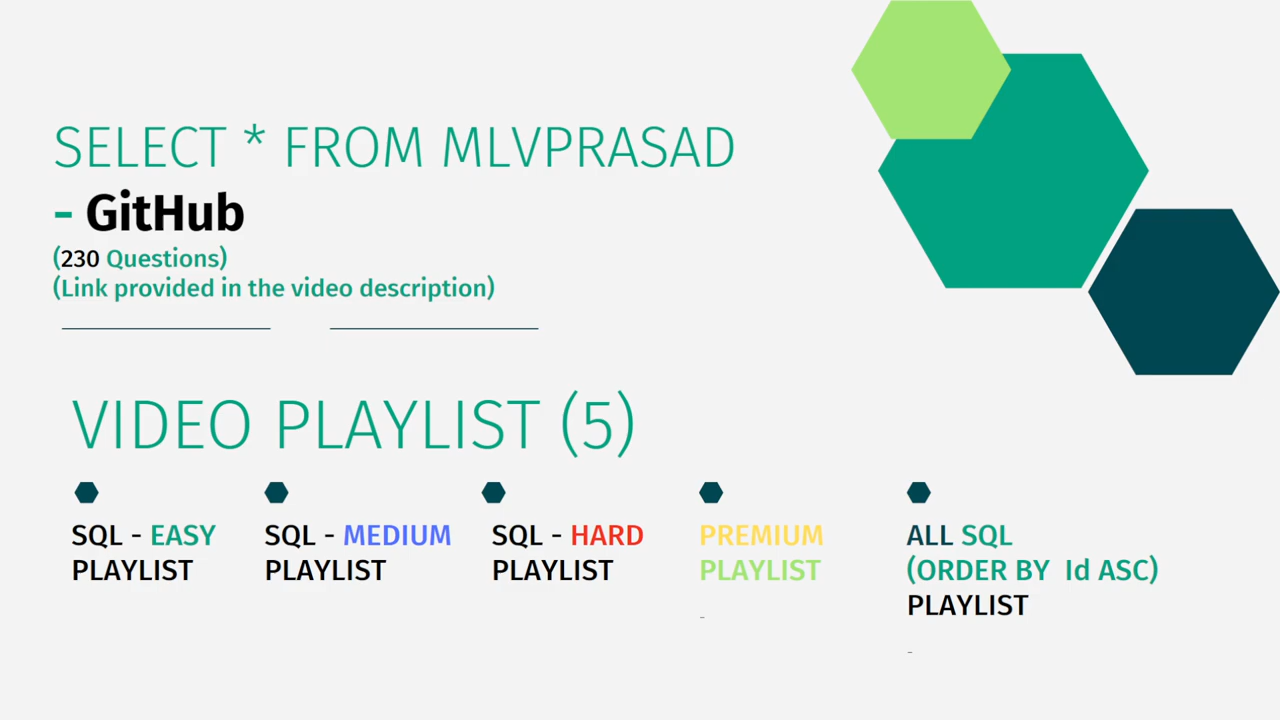 SELECT * FROM MLVPRASAD
- GitHub
(230 Questions)
(Link provided in the video description)
VIDEO PLAYLIST (5)
SQL - EASY
PLAYLIST
SQL - MEDIUM
PLAYLIST
SQL - HARD
PLAYLIST
PREMIUM
PLAYLIST
-
ALL SQL
(ORDER BY Id ASC)
PLAYLIST
-